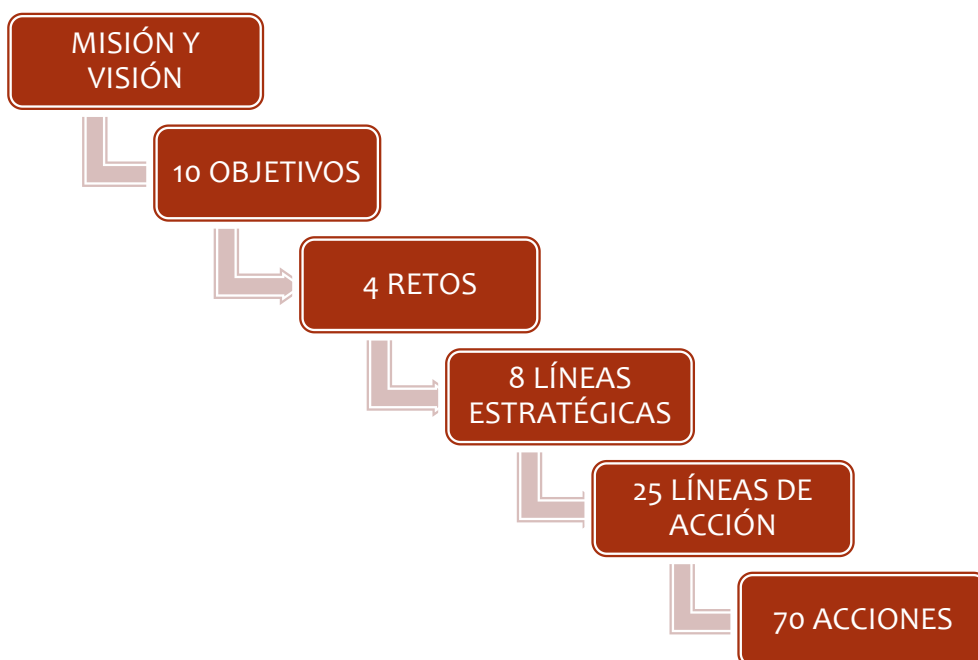 MISIÓN Y
VISIÓN
10 OBJETIVOS
4 RETOS
8 LÍNEAS
ESTRATÉGICAS
25 LÍNEAS DE
ACCIÓN
70 ACCIONES